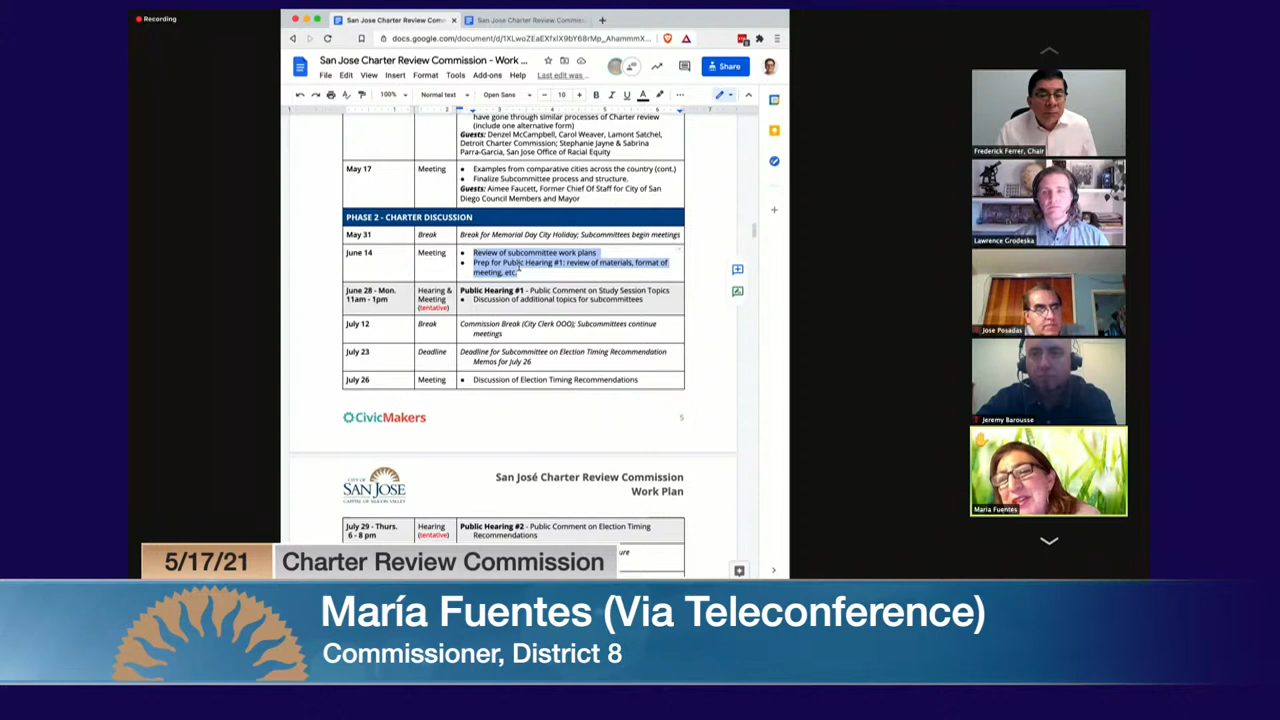 Recording
San Jose Charter Review Com
San Jose Charter Review Commis
docs.google.com/document/d/
San Jose Charter Review Commission - Work ...
Share
File Edit View Insert Format Tools Add-ons Help Last edit was ...
100% Normal text Open Sans 10 B I U A
have gone through similar processes of Charter review
(include one alternative form)
Guests: Denzel McCampbell, Carol Weaver, Lamont Satchel,
Detroit Charter Commission; Stephanie Jayne & Sabrina
Parra-Garcia, San Jose Office of Racial Equity
May 17 Meeting ● Examples from comparative cities across the country (cont.)
● Finalize Subcommittee process and structure.
Guests: Aimee Faucett, Former Chief Of Staff for City of San
Diego Council Members and Mayor
PHASE 2 - CHARTER DISCUSSION
May 31 Break Break for Memorial Day City Holiday; Subcommittees begin meetings
June 14 Meeting ● Review of subcommittee work plans
● Prep for Public Hearing #1: review of materials, format of
meeting, etc.
June 28 - Mon. Hearing & Public Hearing #1 - Public Comment on Study Session Topics
11am - 1pm Meeting ● Discussion of additional topics for subcommittees
(tentative)
July 12 Break Commission Break (City Clerk OOO); Subcommittees continue
meetings
July 23 Deadline Deadline for Subcommittee on Election Timing Recommendation
Memos for July 26
July 26 Meeting ● Discussion of Election Timing Recommendations
CivicMakers 5
CITY OF
SAN JOSE
CAPITAL OF SILICON VALLEY
San José Charter Review Commission
Work Plan
July 29 - Thurs. Hearing Public Hearing #2 - Public Comment on Election Timing
6 - 8 pm (tentative) Recommendations
ure
Frederick Ferrer, Chair
Lawrence Grodeska
Jose Posadas
Jeremy Barousse
Maria Fuentes
5/17/21 Charter Review Commission
María Fuentes (Via Teleconference)
Commissioner, District 8